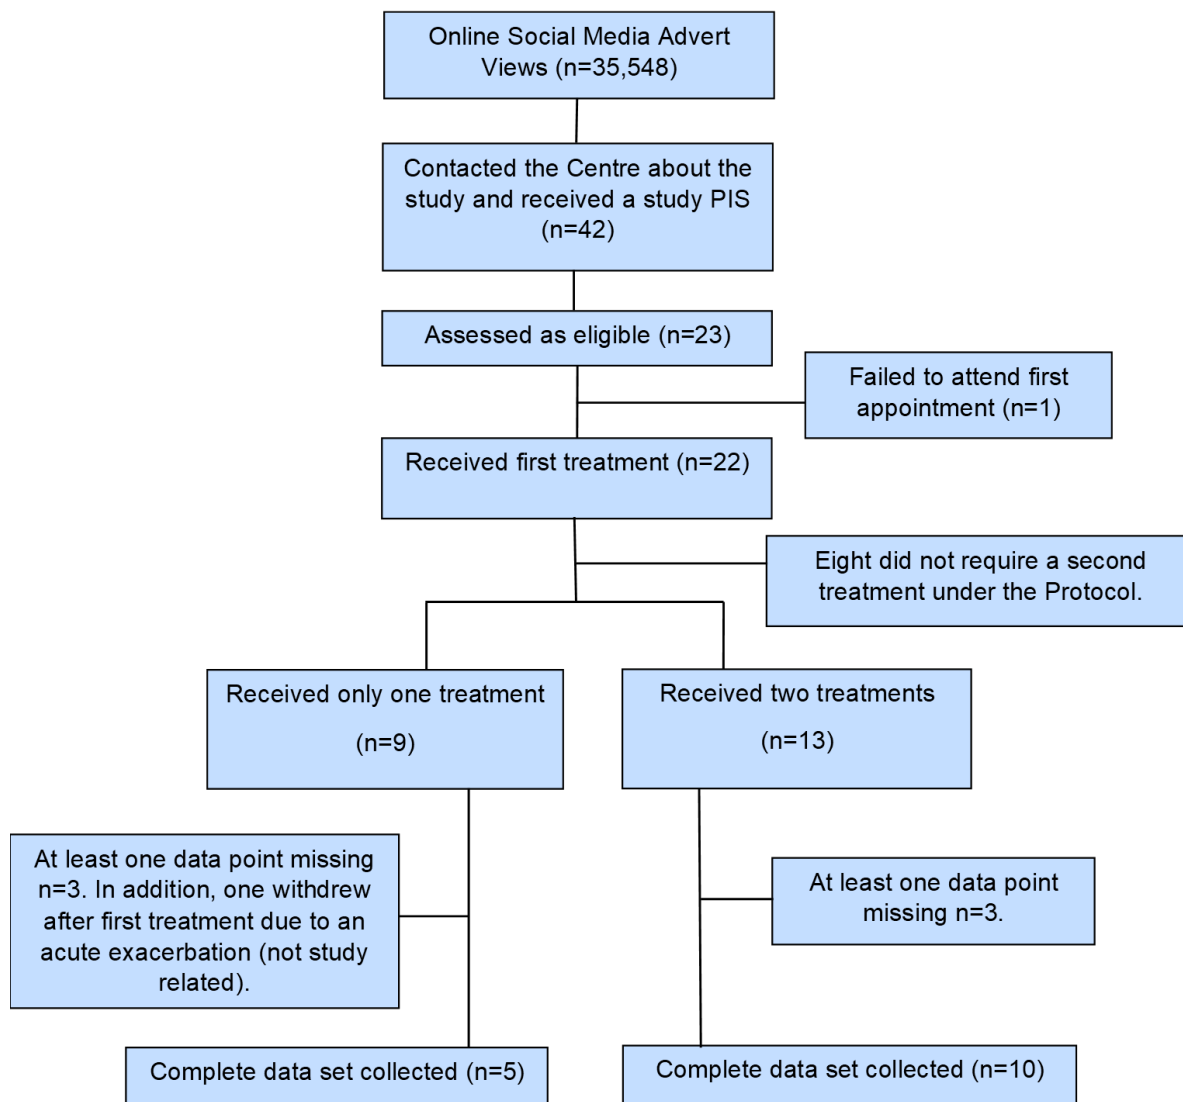 Online Social Media Advert
Views (n=35,548)
Contacted the Centre about the
study and received a study PIS
(n=42)
Assessed as eligible (n=23)
Failed to attend first
appointment (n=1)
Received first treatment (n=22)
Eight did not require a second
treatment under the Protocol.
Received only one treatment
(n=9)
Received two treatments
(n=13)
At least one data point missing
n=3. In addition, one withdrew
after first treatment due to an
acute exacerbation (not study
related).
At least one data point
missing n=3.
Complete data set collected (n=5)
Complete data set collected (n=10)